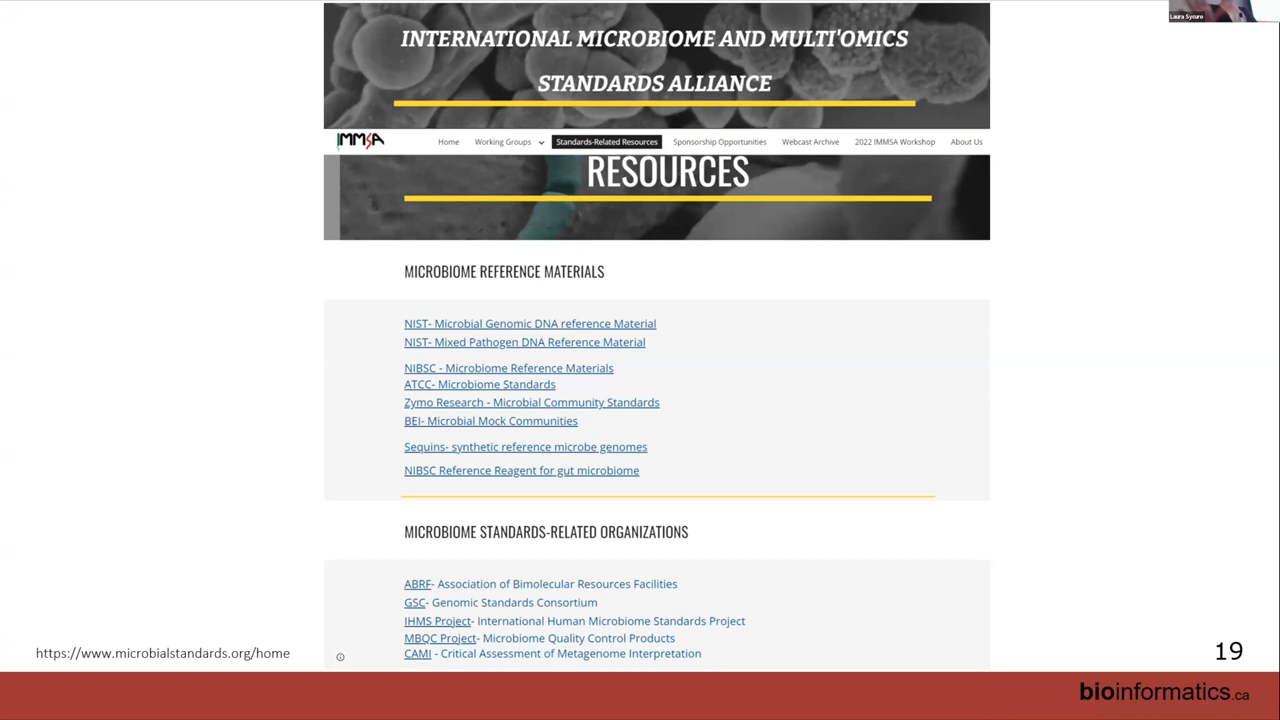 Laura Sycuro
INTERNATIONAL MICROBIOME AND MULTI'OMICS
STANDARDS ALLIANCE
IMMSA
Home Working Groups Standards-Related Resources Sponsorship Opportunities Webcast Archive 2022 IMMSA Workshop About Us
RESOURCES
MICROBIOME REFERENCE MATERIALS
NIST- Microbial Genomic DNA reference Material
NIST- Mixed Pathogen DNA Reference Material
NIBSC - Microbiome Reference Materials
ATCC- Microbiome Standards
Zymo Research - Microbial Community Standards
BEI- Microbial Mock Communities
Sequins- synthetic reference microbe genomes
NIBSC Reference Reagent for gut microbiome
MICROBIOME STANDARDS-RELATED ORGANIZATIONS
ABRF- Association of Bimolecular Resources Facilities
GSC- Genomic Standards Consortium
IHMS Project- International Human Microbiome Standards Project
MBQC Project- Microbiome Quality Control Products
CAMI - Critical Assessment of Metagenome Interpretation
https://www.microbialstandards.org/home
19
bioinformatics.ca